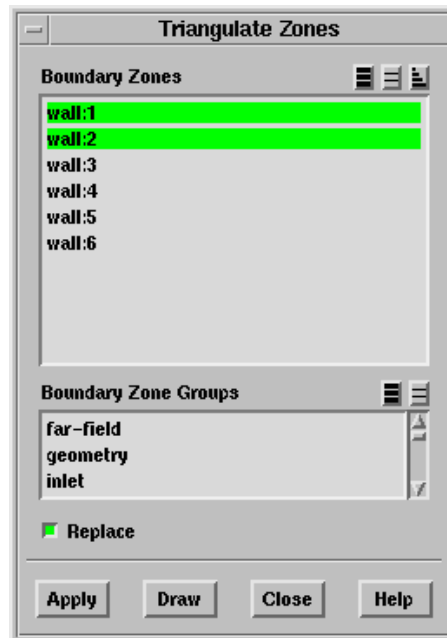 Triangulate Zones
Boundary Zones
wall:1
wall:2
wall:3
wall:4
wall:5
wall:6
Boundary Zone Groups
far-field
geometry
inlet
Replace
Apply Draw Close Help